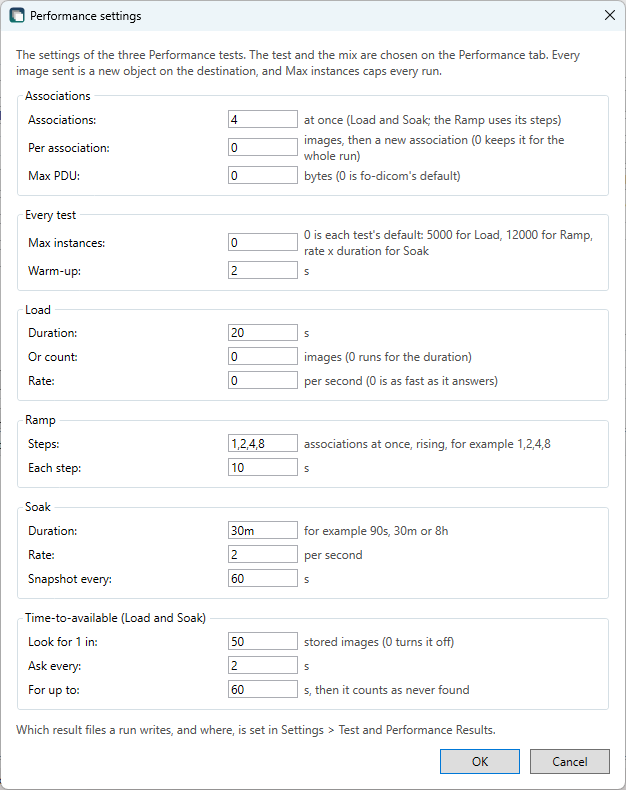 Performance settings
The settings of the three Performance tests. The test and the mix are chosen on the Performance tab. Every
image sent is a new object on the destination, and Max instances caps every run.
Associations
Associations: 4 at once (Load and Soak; the Ramp uses its steps)
Per association: 0 images, then a new association (0 keeps it for the
whole run)
Max PDU: 0 bytes (0 is fo-dicom's default)
Every test
Max instances: 0 0 is each test's default: 5000 for Load, 12000 for Ramp,
rate x duration for Soak
Warm-up: 2 s
Load
Duration: 20 s
Or count: 0 images (0 runs for the duration)
Rate: 0 per second (0 is as fast as it answers)
Ramp
Steps: 1,2,4,8 associations at once, rising, for example 1,2,4,8
Each step: 10 s
Soak
Duration: 30m for example 90s, 30m or 8h
Rate: 2 per second
Snapshot every: 60 s
Time-to-available (Load and Soak)
Look for 1 in: 50 stored images (0 turns it off)
Ask every: 2 s
For up to: 60 s, then it counts as never found
Which result files a run writes, and where, is set in Settings > Test and Performance Results.
OK Cancel